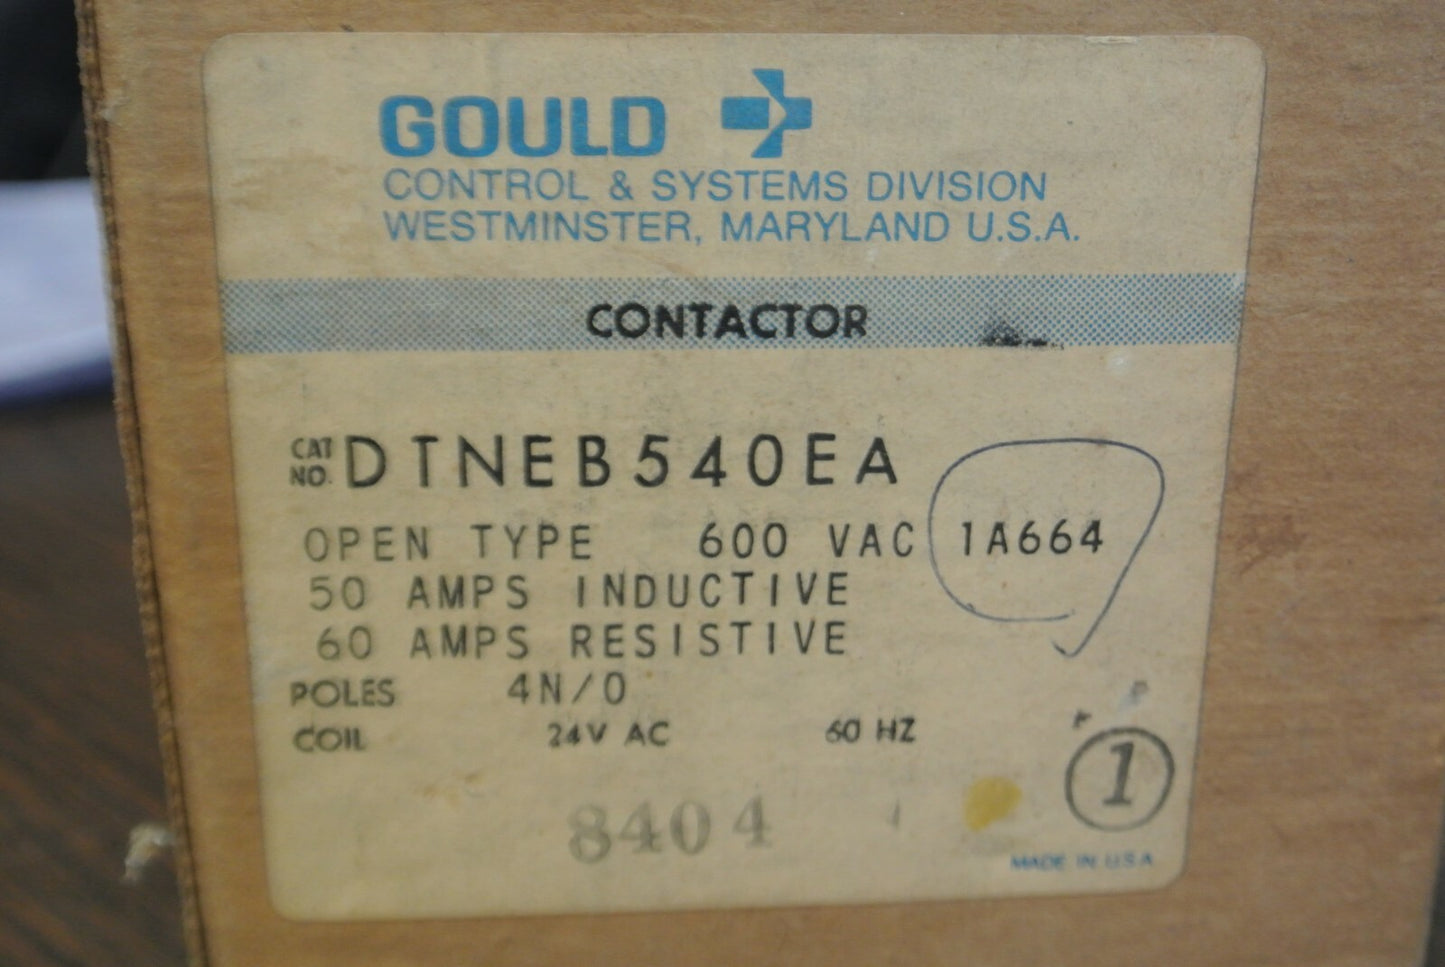 GOULD
CONTROL & SYSTEMS DIVISION
WESTMINSTER, MARYLAND U.S.A.
CONTACTOR
CAT NO. DTNEB540EA
OPEN TYPE 600 VAC 1A664
50 AMPS INDUCTIVE
60 AMPS RESISTIVE
POLES 4N/O
COIL 24V AC 60 HZ
1
8404
MADE IN U.S.A